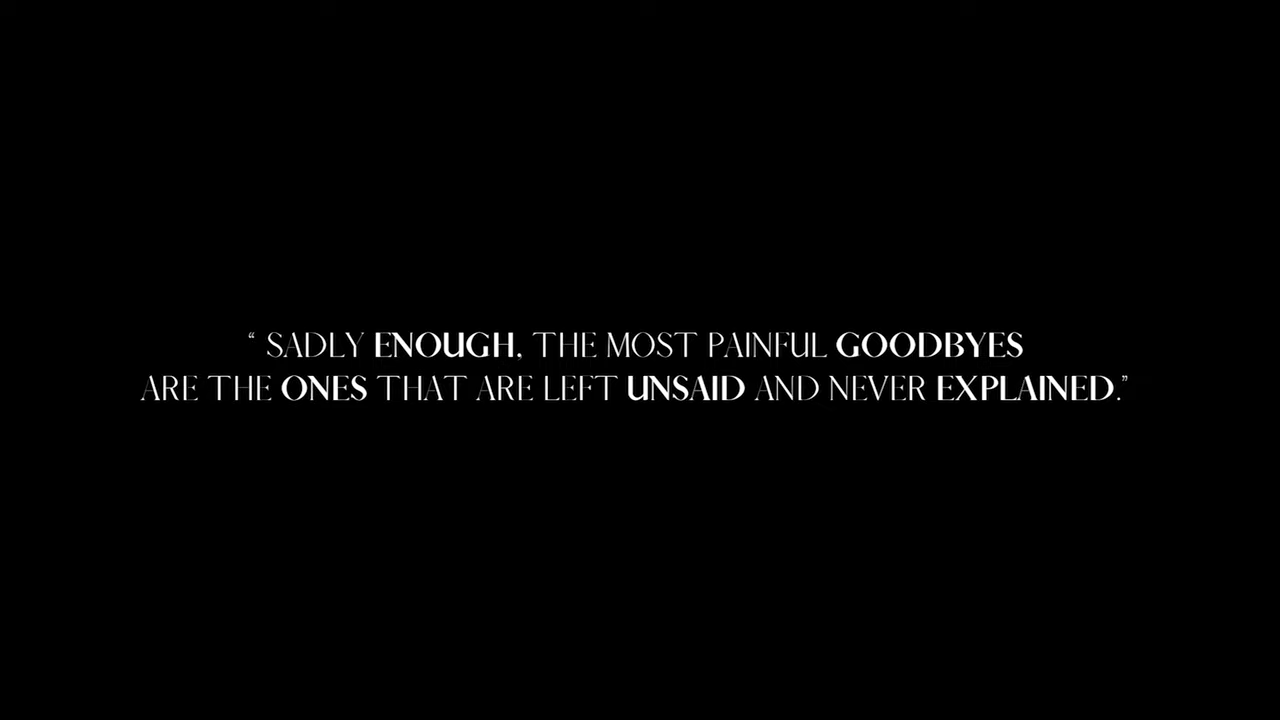 “ SADLY ENOUGH, THE MOST PAINFUL GOODBYES
ARE THE ONES THAT ARE LEFT UNSAID AND NEVER EXPLAINED.”